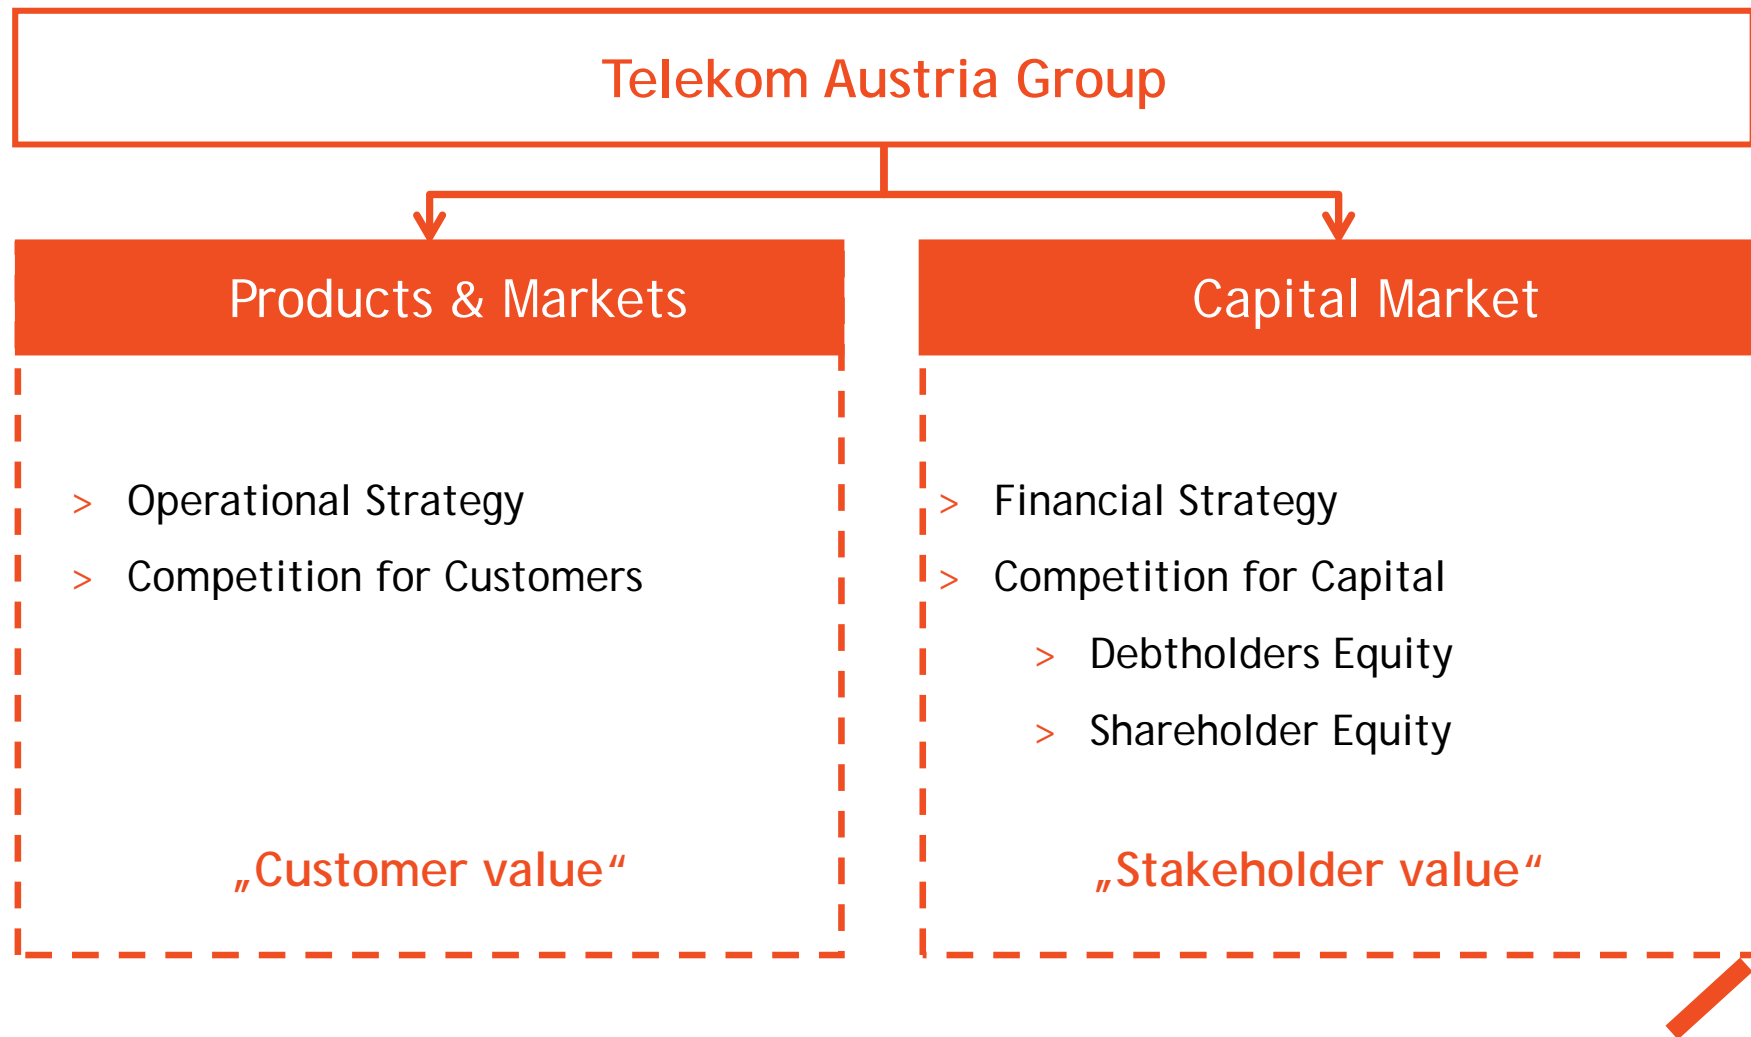 Telekom Austria Group
Products & Markets
> Operational Strategy
> Competition for Customers
„Customer value“
Capital Market
> Financial Strategy
> Competition for Capital
> Debtholders Equity
> Shareholder Equity
„Stakeholder value“